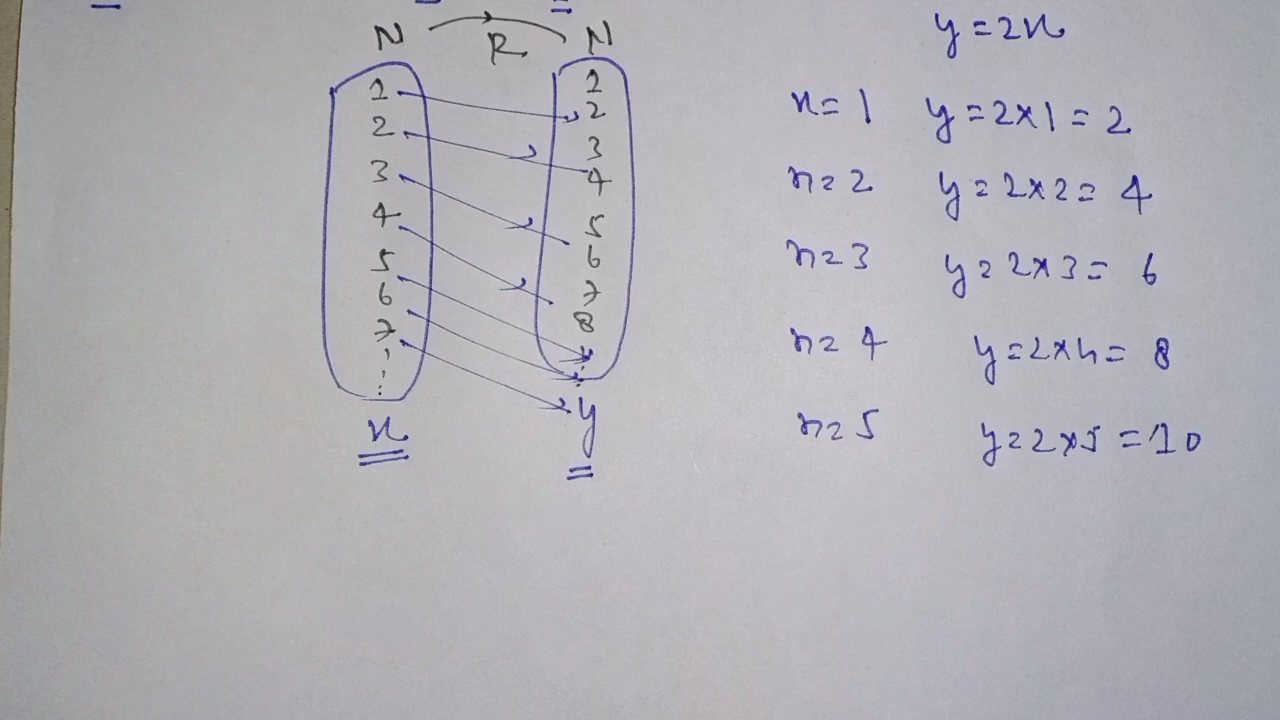 N R N
1 1
2 2
3 3
4 4
5 5
6 6
7 7
8
x y
y = 2x
x = 1 y = 2×1 = 2
x = 2 y = 2×2 = 4
x = 3 y = 2×3 = 6
x = 4 y = 2×4 = 8
x = 5 y = 2×5 = 10